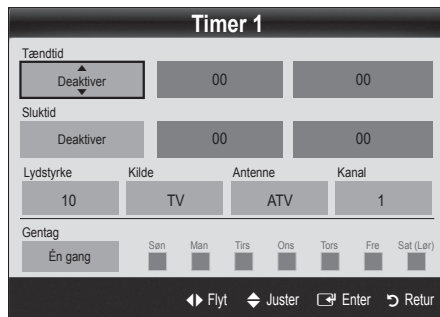 Timer 1
Tændtid
Deaktiver 00 00
Sluktid
Deaktiver 00 00
Lydstyrke Kilde Antenne Kanal
10 TV ATV 1
Gentag
Én gang Søn Man Tirs Ons Tors Fre Sat (Lør)
Flyt Juster Enter Retur